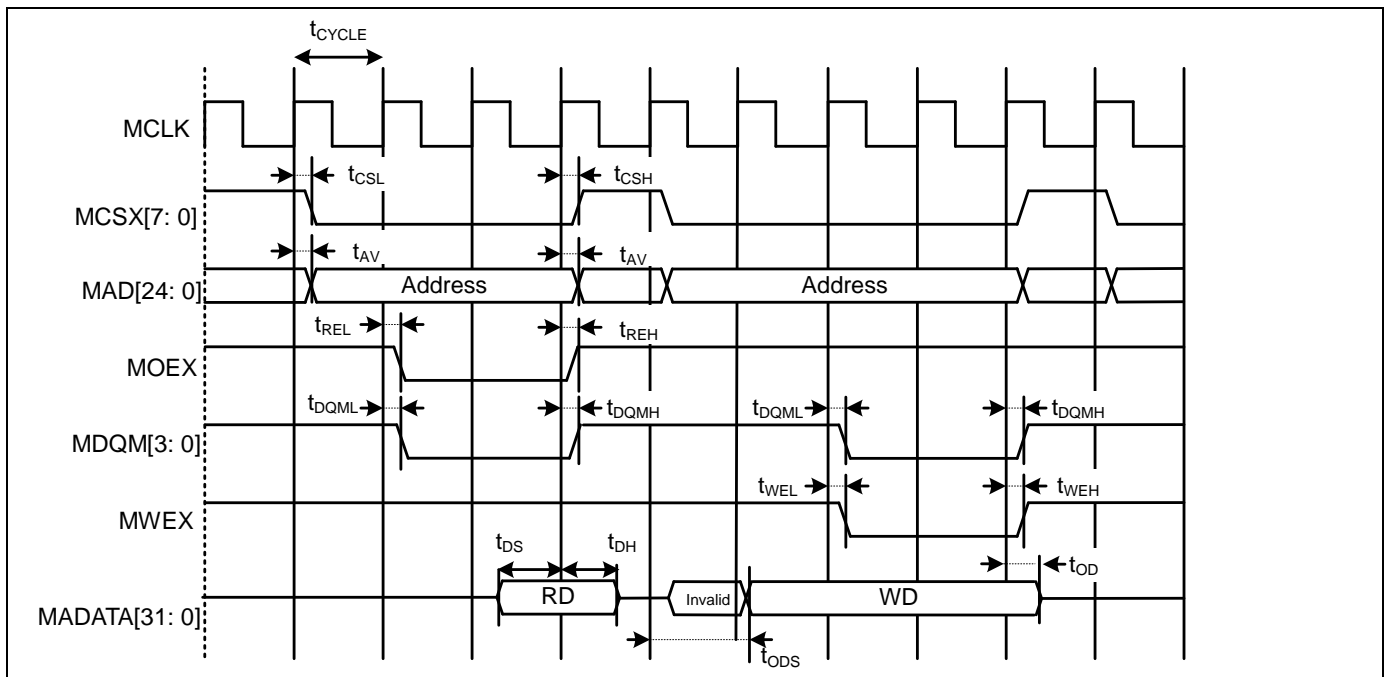 tCYCLE
MCLK
tCSL tCSH
MCSX[7: 0]
tAV tAV
MAD[24: 0] Address Address
tREL tREH
MOEX
tDQML tDQMH tDQML tDQMH
MDQM[3: 0]
tWEL tWEH
MWEX
tDS tDH tOD
MADATA[31: 0] RD Invalid WD
tODS